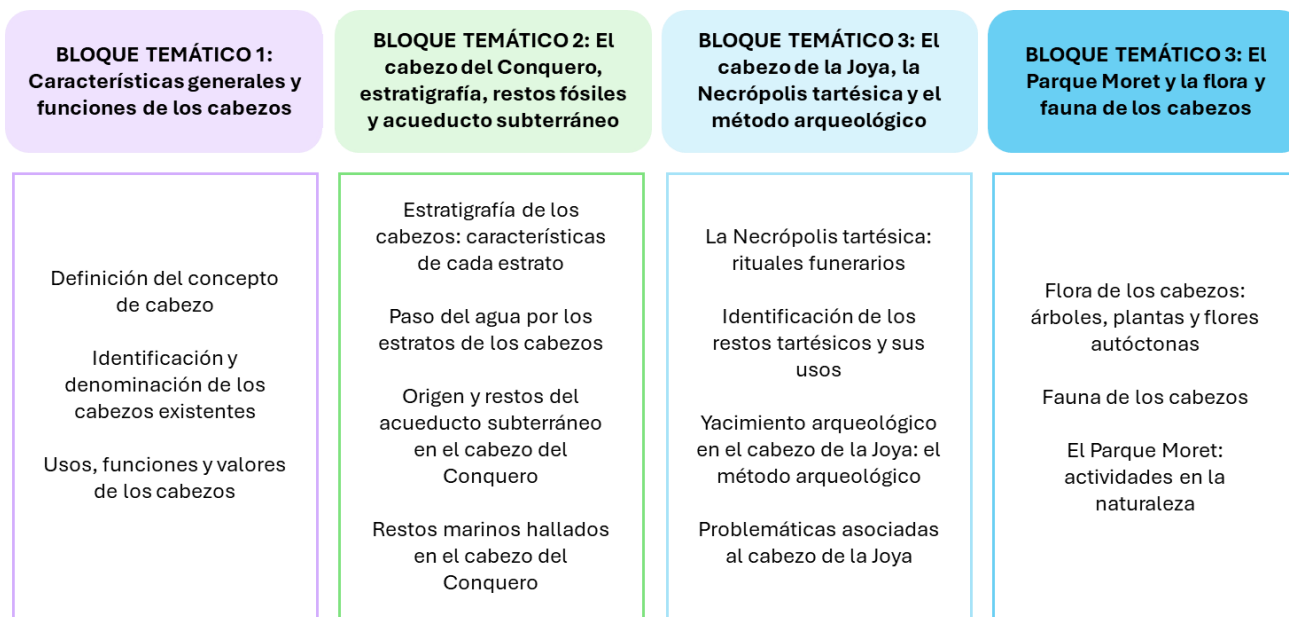 BLOQUE TEMÁTICO 1:
Características generales y
funciones de los cabezos
BLOQUE TEMÁTICO 2: El
cabezo del Conquero,
estratigrafía, restos fósiles
y acueducto subterráneo
BLOQUE TEMÁTICO 3: El
cabezo de la Joya, la
Necrópolis tartésica y el
método arqueológico
BLOQUE TEMÁTICO 3: El
Parque Moret y la flora y
fauna de los cabezos
Definición del concepto
de cabezo
Identificación y
denominación de los
cabezos existentes
Usos, funciones y valores
de los cabezos
Estratigrafía de los
cabezos: características
de cada estrato
Paso del agua por los
estratos de los cabezos
Origen y restos del
acueducto subterráneo
en el cabezo del
Conquero
Restos marinos hallados
en el cabezo del
Conquero
La Necrópolis tartésica:
rituales funerarios
Identificación de los
restos tartésicos y sus
usos
Yacimiento arqueológico
en el cabezo de la Joya: el
método arqueológico
Problemáticas asociadas
al cabezo de la Joya
Flora de los cabezos:
árboles, plantas y flores
autóctonas
Fauna de los cabezos
El Parque Moret:
actividades en la
naturaleza